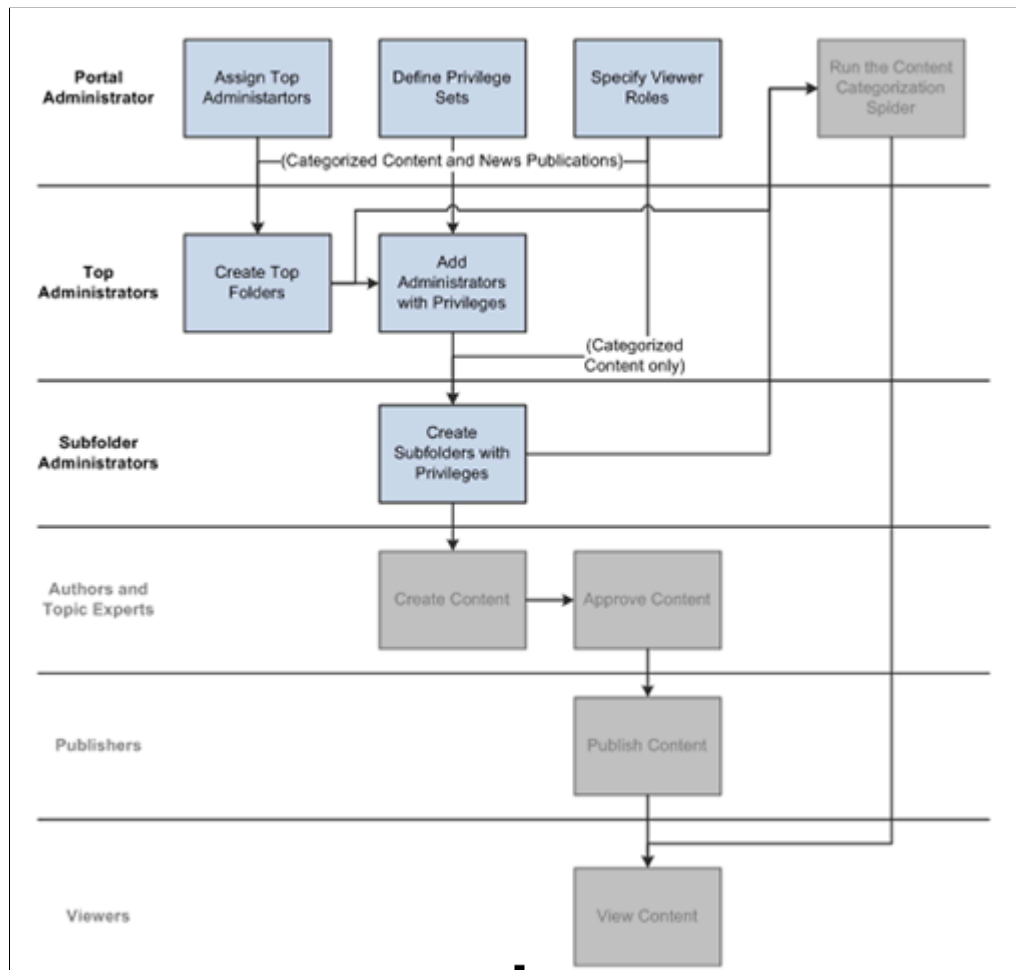 Portal
Administrator
Assign Top
Administartors
Define Privilege
Sets
Specify Viewer
Roles
Run the Content
Categorization
Spider
(Categorized Content and News Publications)
Top
Administrators
Create Top
Folders
Add
Administrators
with Privileges
(Categorized
Content only)
Subfolder
Administrators
Create
Subfolders with
Privileges
Authors and
Topic Experts
Create Content
Approve Content
Publishers
Publish Content
Viewers
View Content